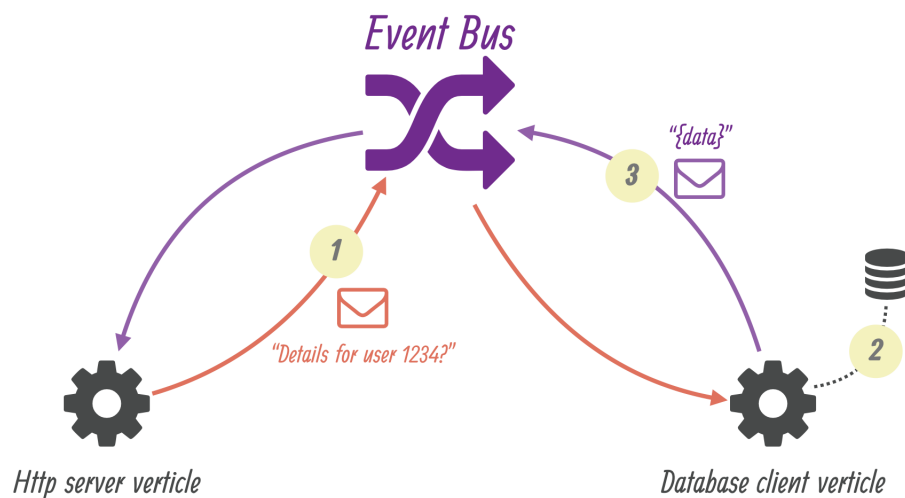 Event Bus
“{data}”
3
1
2
“Details for user 1234?”
Http server verticle
Database client verticle